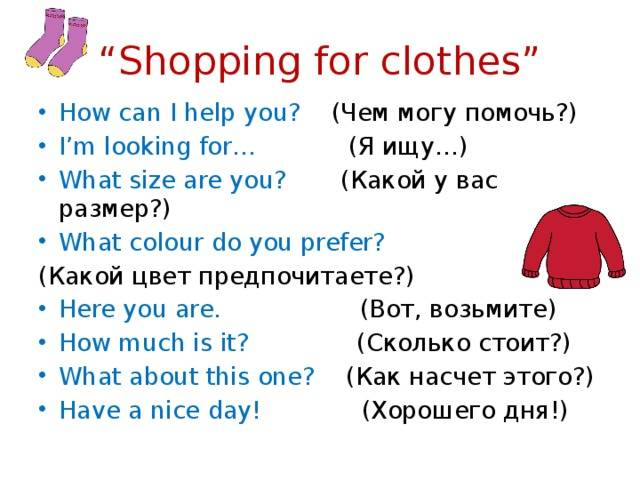 “Shopping for clothes”
• How can I help you? (Чем могу помочь?)
• I’m looking for… (Я ищу…)
• What size are you? (Какой у вас
размер?)
• What colour do you prefer?
(Какой цвет предпочитаете?)
• Here you are. (Вот, возьмите)
• How much is it? (Сколько стоит?)
• What about this one? (Как насчет этого?)
• Have a nice day! (Хорошего дня!)